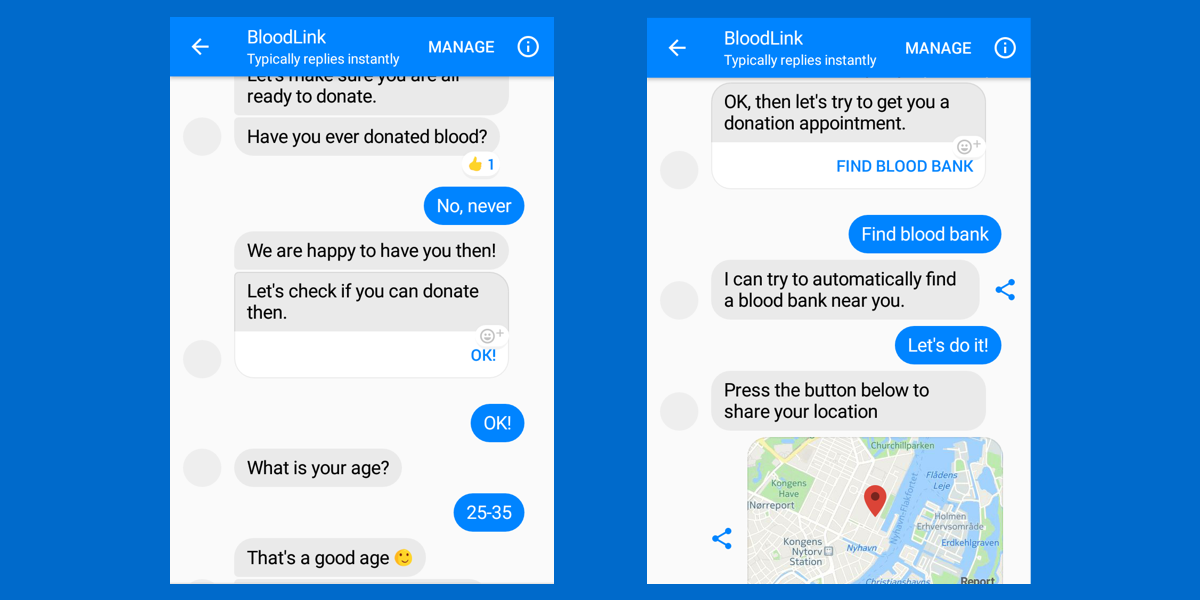 BloodLink
Typically replies instantly
MANAGE
Let's make sure you are all
ready to donate.
Have you ever donated blood?
👍 1
No, never
We are happy to have you then!
Let's check if you can donate
then.
OK!
OK!
What is your age?
25-35
That's a good age 🙂
BloodLink
Typically replies instantly
MANAGE
OK, then let's try to get you a
donation appointment.
FIND BLOOD BANK
Find blood bank
I can try to automatically find
a blood bank near you.
Let's do it!
Press the button below to
share your location
Churchillparken
Flådens
Leje
Kongens
Have
Nørreport
Nyhavn-Flakfortet
Holmen
Erhvervsområde
Erdkehlgraven
Kongens
Nytorv
Station
Nyhavn
Christianshavns
Report